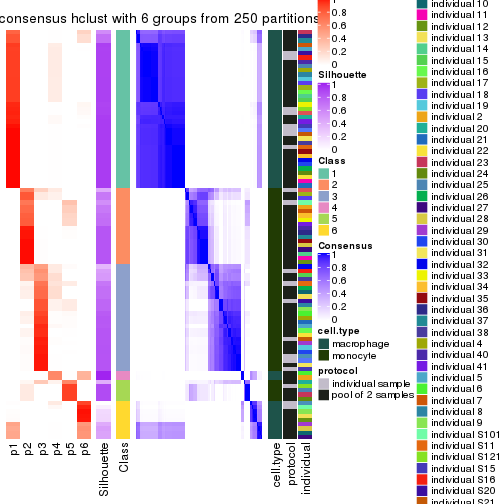 consensus hclust with 6 groups from 250 partitions
p1
p2
p3
p4
p5
p6
Silhouette
Class
cell.type
protocol
individual
0.8
0.6
0.4
0.2
0
Silhouette
1
0.8
0.6
0.4
0.2
0
Class
1
2
3
4
5
6
Consensus
1
0.8
0.6
0.4
0.2
0
cell.type
macrophage
monocyte
protocol
individual sample
pool of 2 samples
individual 10
individual 11
individual 12
individual 13
individual 14
individual 15
individual 16
individual 17
individual 18
individual 19
individual 2
individual 20
individual 21
individual 22
individual 23
individual 24
individual 25
individual 26
individual 27
individual 28
individual 29
individual 30
individual 31
individual 32
individual 33
individual 34
individual 35
individual 36
individual 37
individual 38
individual 4
individual 40
individual 41
individual 5
individual 6
individual 7
individual 8
individual 9
individual S101
individual S11
individual S121
individual S15
individual S16
individual S20
individual S21